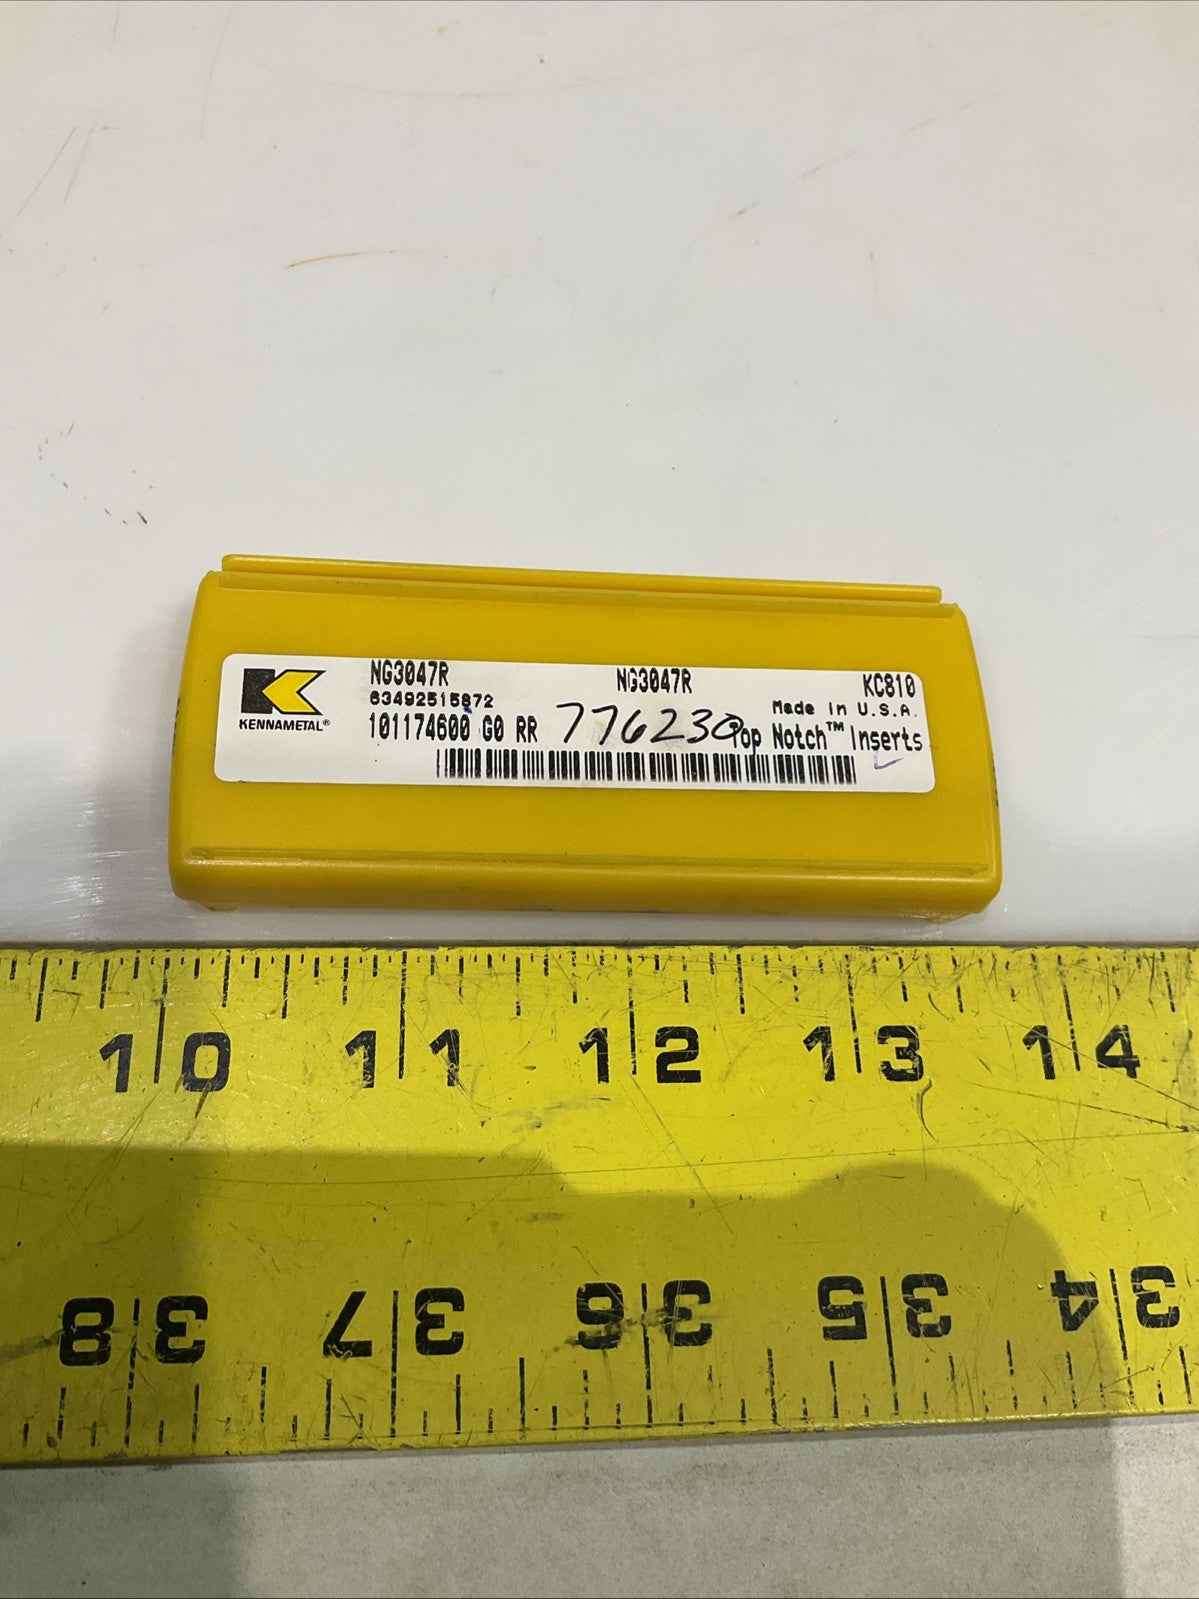 NG3047R NG3047R KC810
63492515872 Made In U.S.A.
101174600 G0 RR 776230 Top Notch™ Inserts
KENNAMETAL®
10 11 12 13 14
38 37 36 35 34